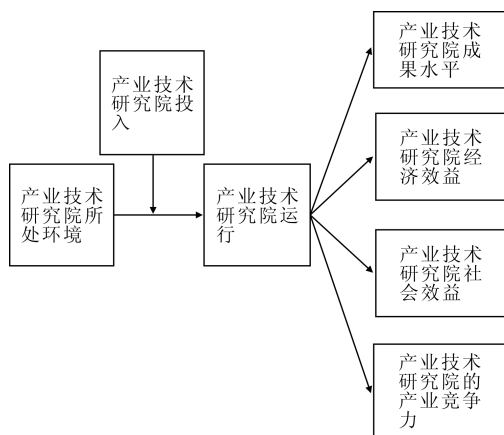 产业技术
研究院投
入
产业技术
研究院所
处环境
产业技术
研究院运
行
产业技术
研究院成
果水平
产业技术
研究院经
济效益
产业技术
研究院社
会效益
产业技术
研究院的
产业竞争
力